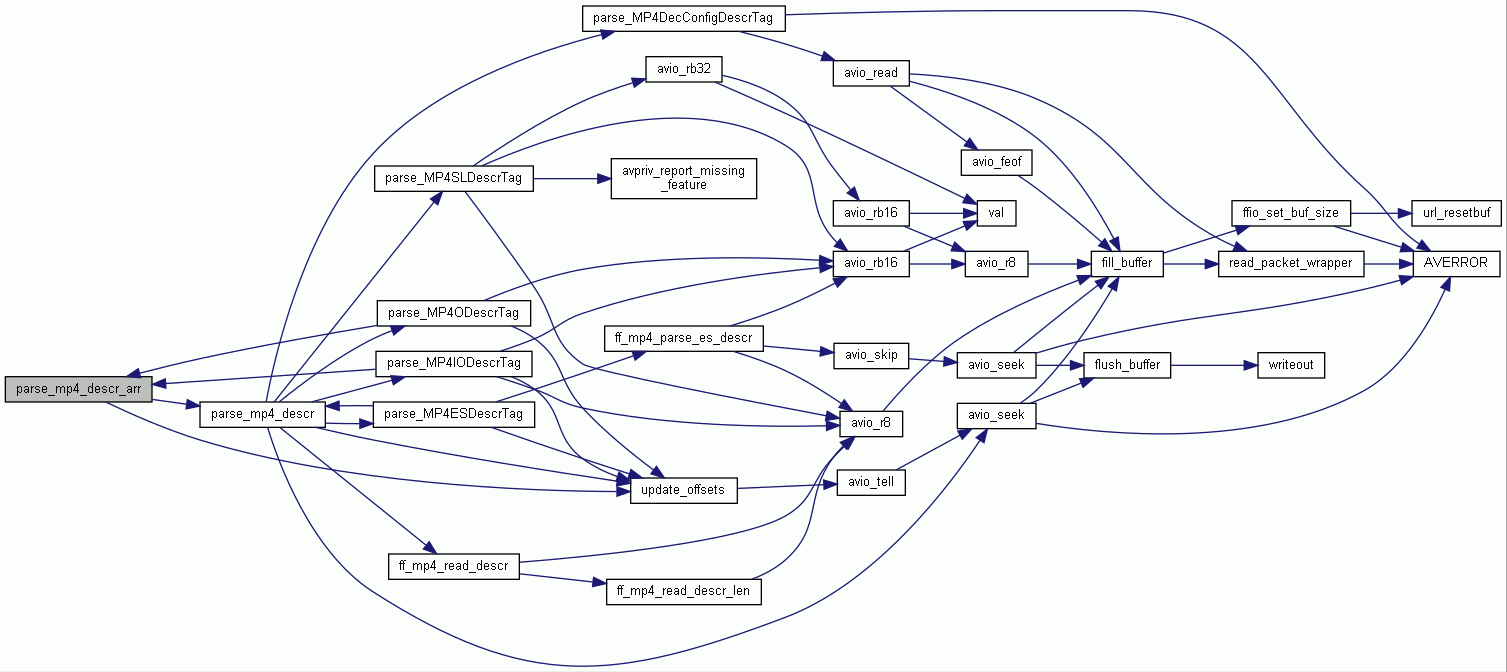 parse_MP4DecConfigDescrTag
avio_rb32
avio_read
avio_feof
parse_MP4SLDescrTag
avpriv_report_missing
_feature
avio_rb16
val
ffio_set_buf_size
url_resetbuf
avio_rb16
avio_r8
fill_buffer
read_packet_wrapper
AVERROR
parse_MP4ODescrTag
ff_mp4_parse_es_descr
avio_skip
parse_MP4IODescrTag
avio_seek
flush_buffer
writeout
parse_mp4_descr_arr
parse_mp4_descr
parse_MP4ESDescrTag
avio_r8
avio_seek
update_offsets
avio_tell
ff_mp4_read_descr
ff_mp4_read_descr_len